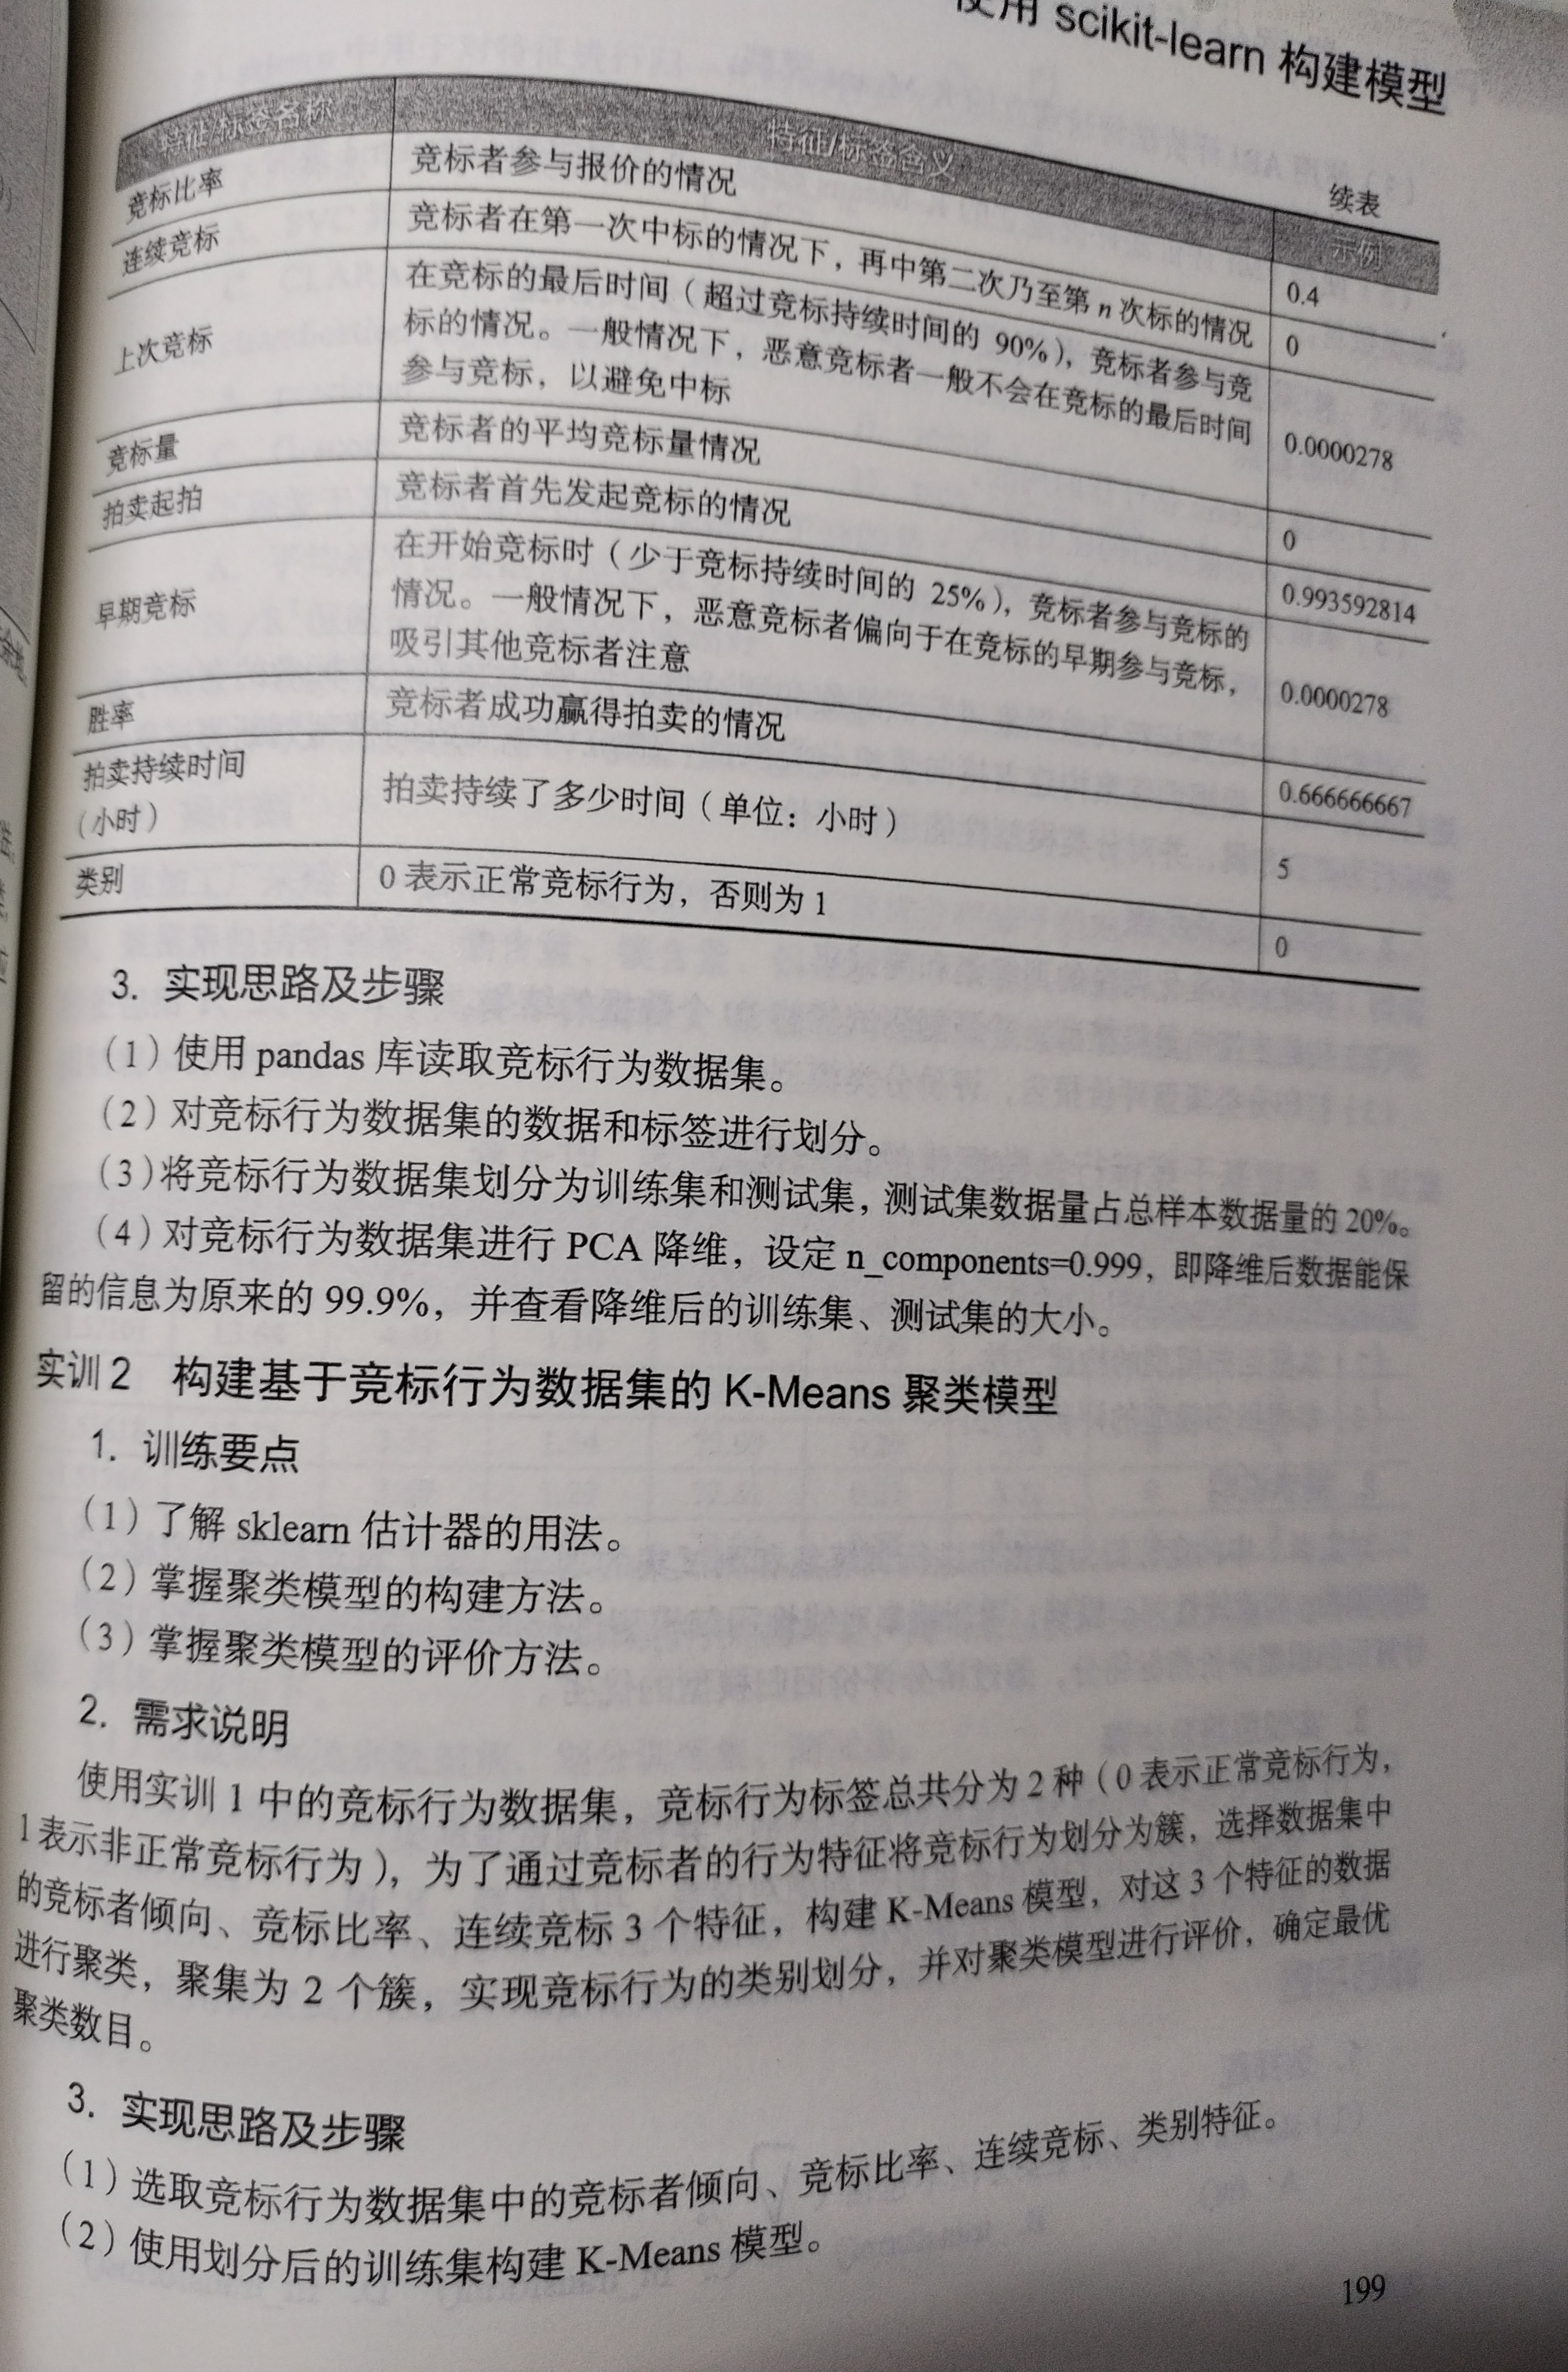 使用 scikit-learn 构建模型
续表
特征/标签名称 特征/标签含义 示例
竞标比率 竞标者参与报价的情况 0.4
连续竞标 竞标者在第一次中标的情况下，再中第二次乃至第 n 次标的情况 0
上次竞标 在竞标的最后时间（超过竞标持续时间的 90%），竞标者参与竞
标的情况。一般情况下，恶意竞标者一般不会在竞标的最后时间
参与竞标，以避免中标 0.0000278
竞标量 竞标者的平均竞标量情况 0
拍卖起拍 竞标者首先发起竞标的情况 0.993592814
早期竞标 在开始竞标时（少于竞标持续时间的 25%），竞标者参与竞标的
情况。一般情况下，恶意竞标者偏向于在竞标的早期参与竞标，
吸引其他竞标者注意 0.0000278
胜率 竞标者成功赢得拍卖的情况 0.666666667
拍卖持续时间
（小时） 拍卖持续了多少时间（单位：小时） 5
类别 0 表示正常竞标行为，否则为 1 0
3. 实现思路及步骤
（1）使用 pandas 库读取竞标行为数据集。
（2）对竞标行为数据集的数据和标签进行划分。
（3）将竞标行为数据集划分为训练集和测试集，测试集数据量占总样本数据量的 20%。
（4）对竞标行为数据集进行 PCA 降维，设定 n_components=0.999，即降维后数据能保
留的信息为原来的 99.9%，并查看降维后的训练集、测试集的大小。
实训 2 构建基于竞标行为数据集的 K-Means 聚类模型
1. 训练要点
（1）了解 sklearn 估计器的用法。
（2）掌握聚类模型的构建方法。
（3）掌握聚类模型的评价方法。
2. 需求说明
使用实训 1 中的竞标行为数据集，竞标行为标签总共分为 2 种（0 表示正常竞标行为，
1 表示非正常竞标行为），为了通过竞标者的行为特征将竞标行为划分为簇，选择数据集中
的竞标者倾向、竞标比率、连续竞标 3 个特征，构建 K-Means 模型，对这 3 个特征的数据
进行聚类，聚集为 2 个簇，实现竞标行为的类别划分，并对聚类模型进行评价，确定最优
聚类数目。
3. 实现思路及步骤
（1）选取竞标行为数据集中的竞标者倾向、竞标比率、连续竞标、类别特征。
（2）使用划分后的训练集构建 K-Means 模型。
199